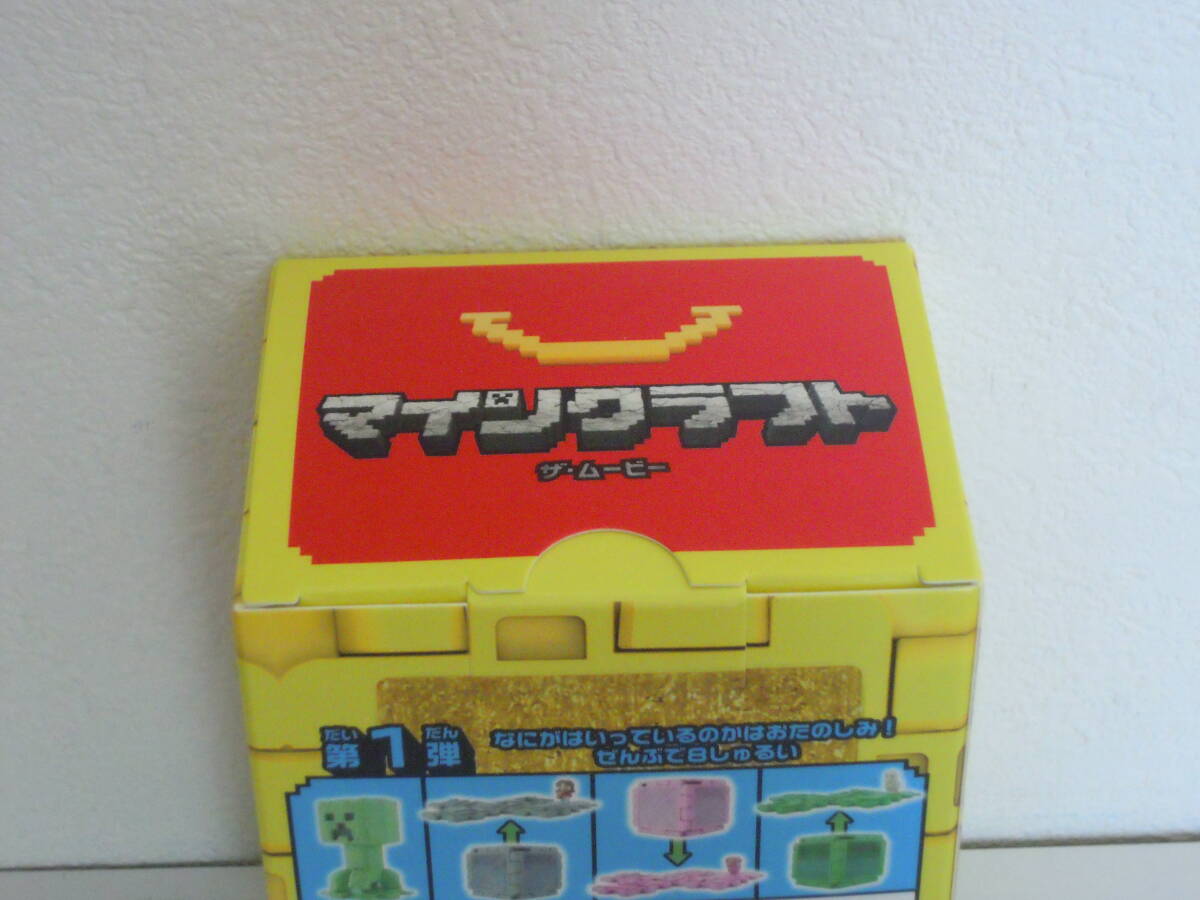 マインクラフト
ザ・ムービー
だい だん
第1弾
なにがはいっているのかはおたのしみ!
ぜんぶで8しゅるい